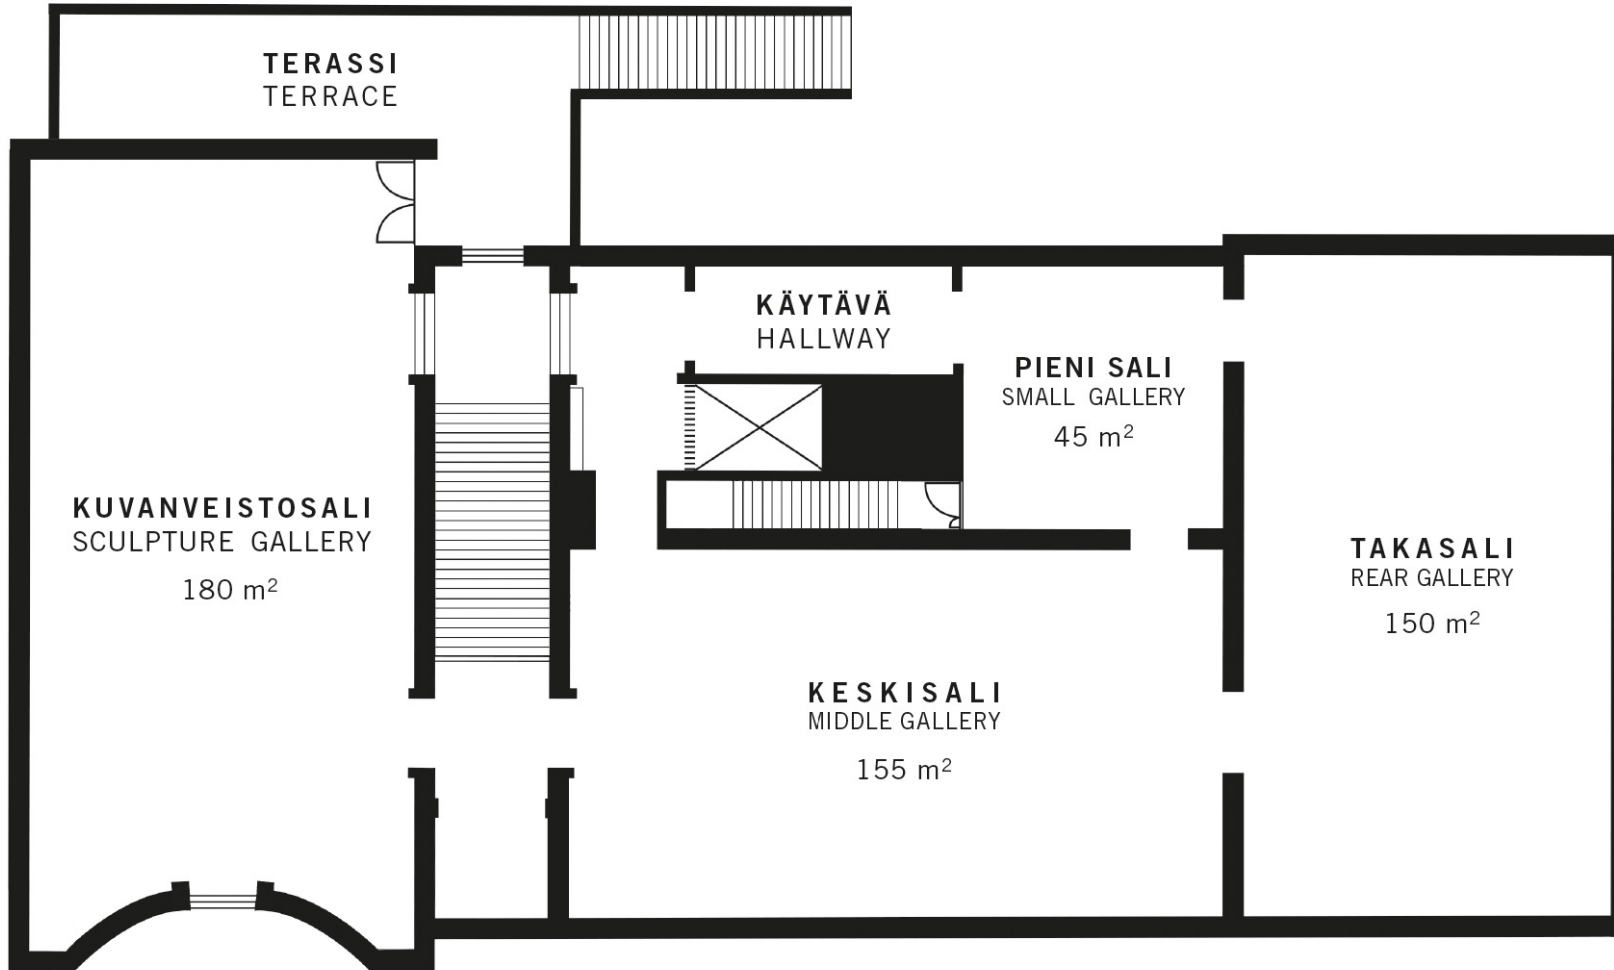 TERASSI
TERRACE
KÄYTÄVÄ
HALLWAY
PIENI SALI
SMALL GALLERY
45 m²
KUVANVEISTOSALI
SCULPTURE GALLERY
180 m²
TAKASALI
REAR GALLERY
150 m²
KESKISALI
MIDDLE GALLERY
155 m²